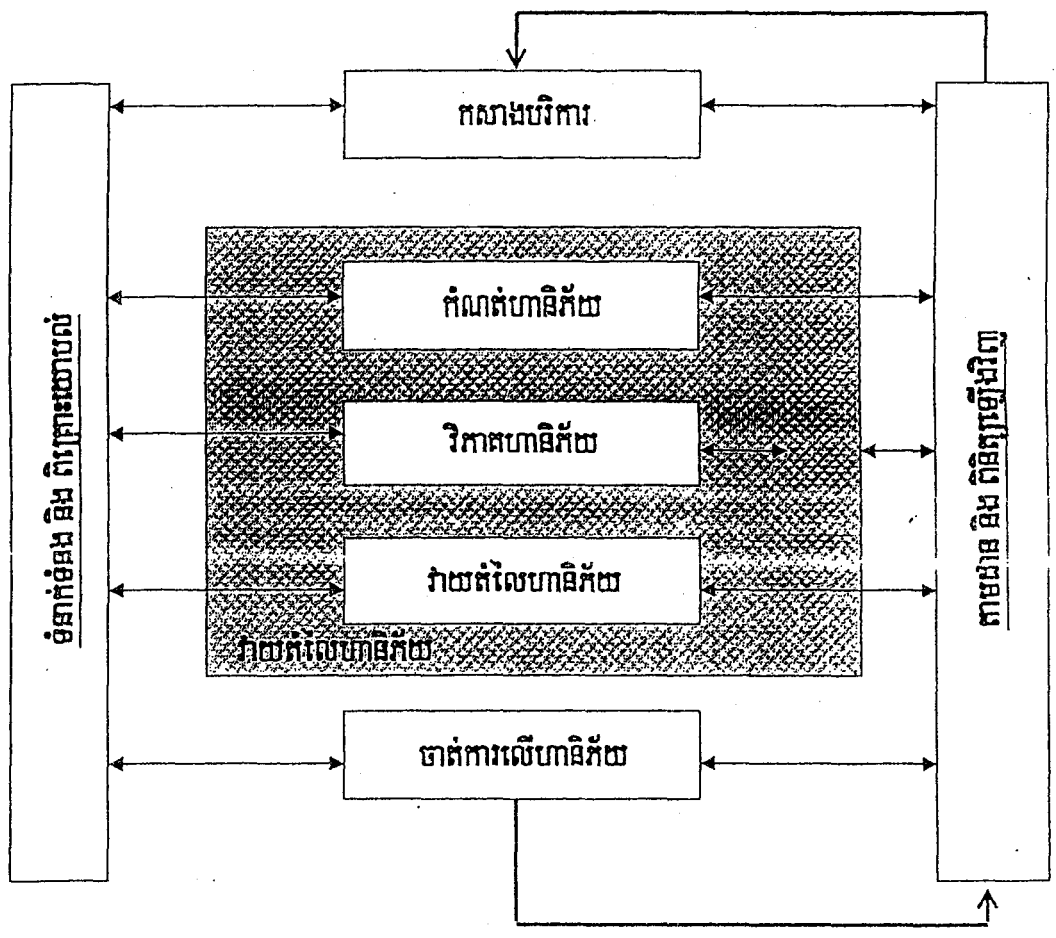 កសាងបរិការ
ទំនាក់ទំនង និង ពិគ្រោះយោបល់
កំណត់ហានិភ័យ
វិភាគហានិភ័យ
វាយតំលៃហានិភ័យ
វាយតំលៃហានិភ័យ
តាមដាន និង ពិនិត្យឡើងវិញ
ចាត់ការលើហានិភ័យ